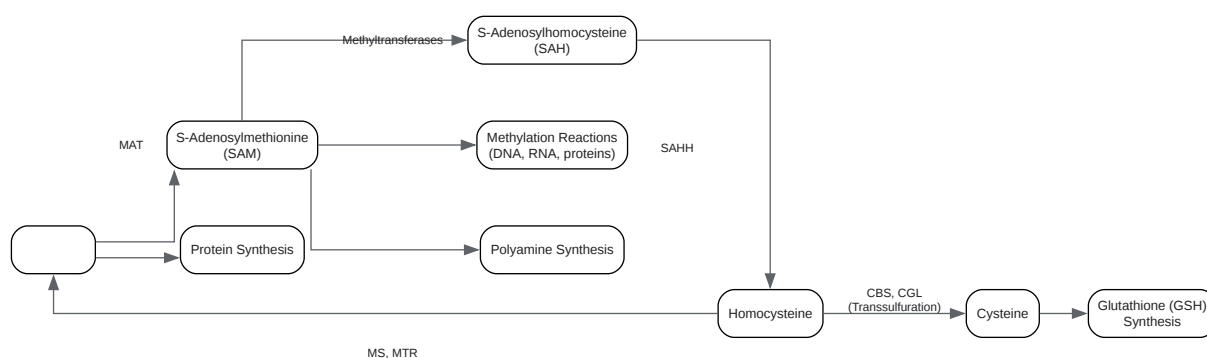 Methyltransferases
S-Adenosylhomocysteine
(SAH)
MAT
S-Adenosylmethionine
(SAM)
Methylation Reactions
(DNA, RNA, proteins)
SAHH
Protein Synthesis
Polyamine Synthesis
Homocysteine
CBS, CGL
(Transsulfuration)
Cysteine
Glutathione (GSH)
Synthesis
MS, MTR